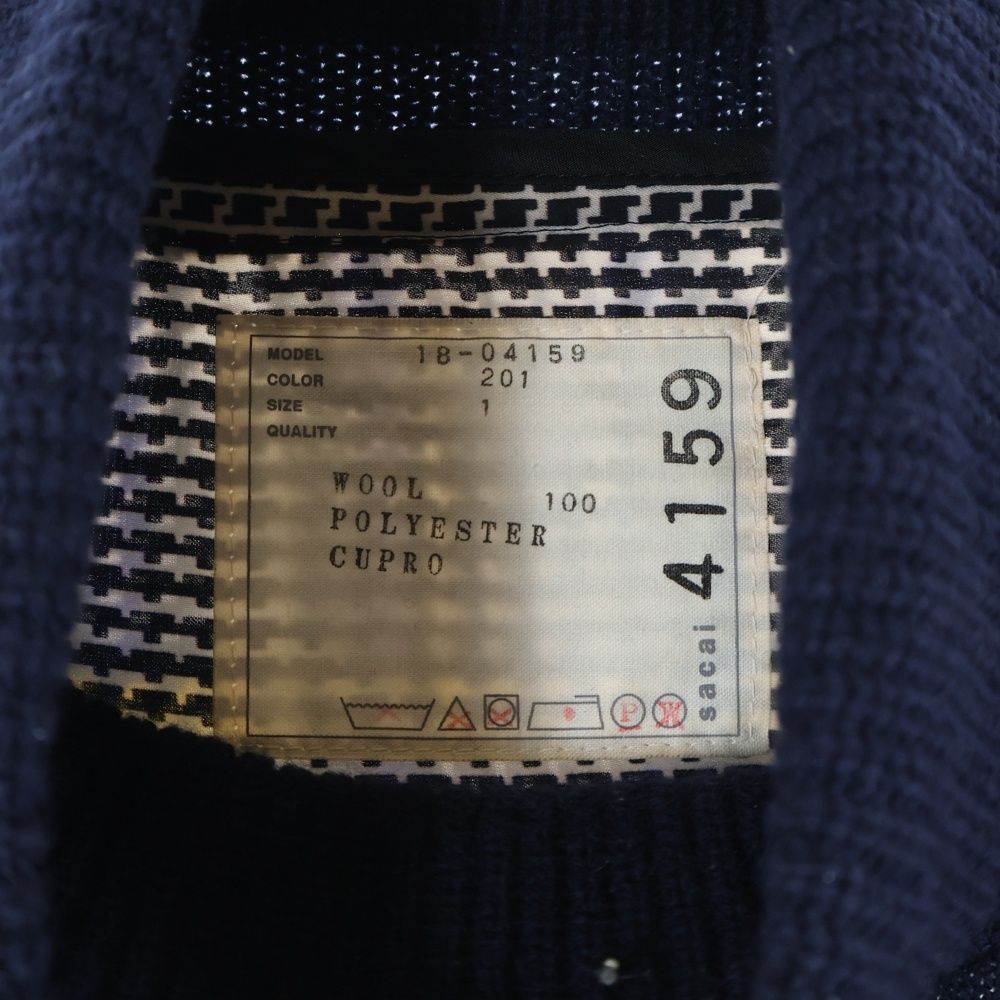 MODEL 18-04159
COLOR 201
SIZE 1
QUALITY
WOOL 100
POLYESTER
CUPRO
P
W
sacai 4159